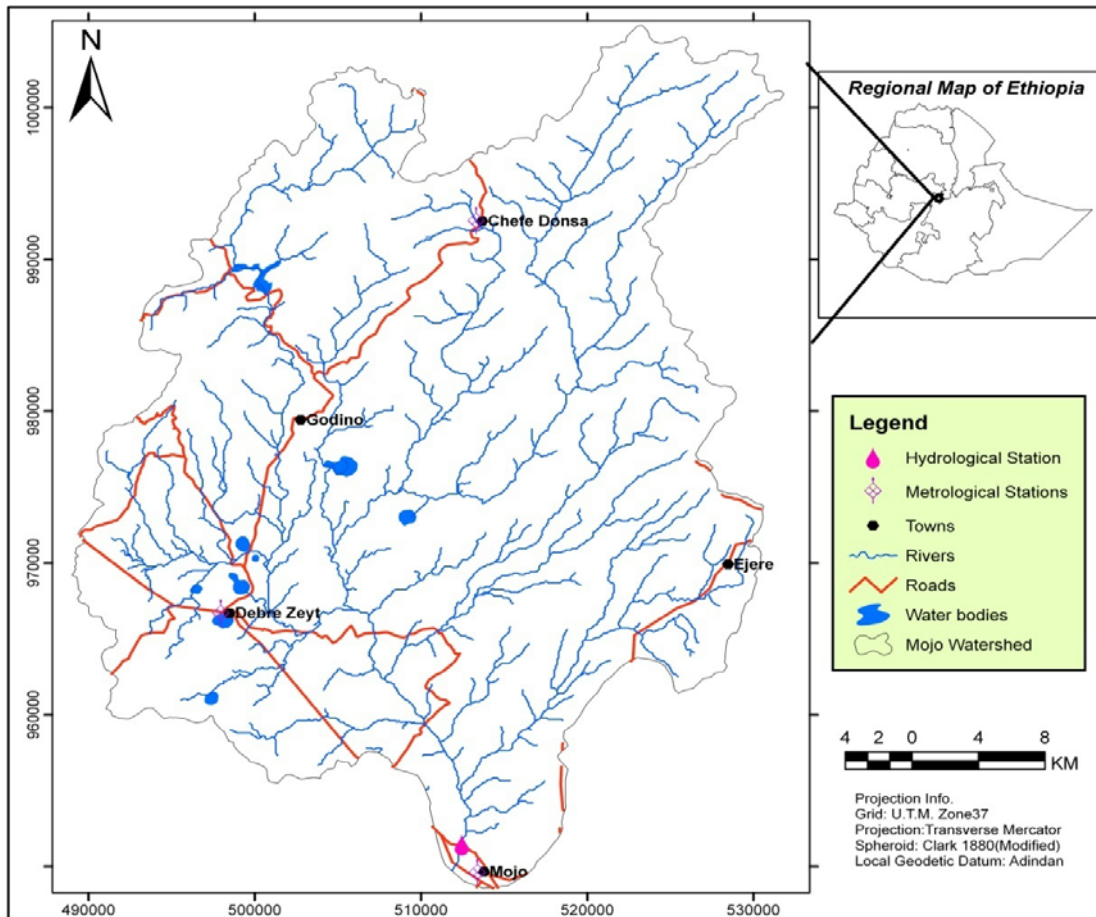 N
Regional Map of Ethiopia
1000000
990000
980000
970000
960000
Chefe Donsa
Godino
Ejere
Debre Zeyt
Mojo
490000
500000
510000
520000
530000
Legend
Hydrological Station
Metrological Stations
Towns
Rivers
Roads
Water bodies
Mojo Watershed
4 2 0 4 8
KM
Projection Info.
Grid: U.T.M. Zone37
Projection:Transverse Mercator
Spheroid: Clark 1880(Modified)
Local Geodetic Datum: Adindan